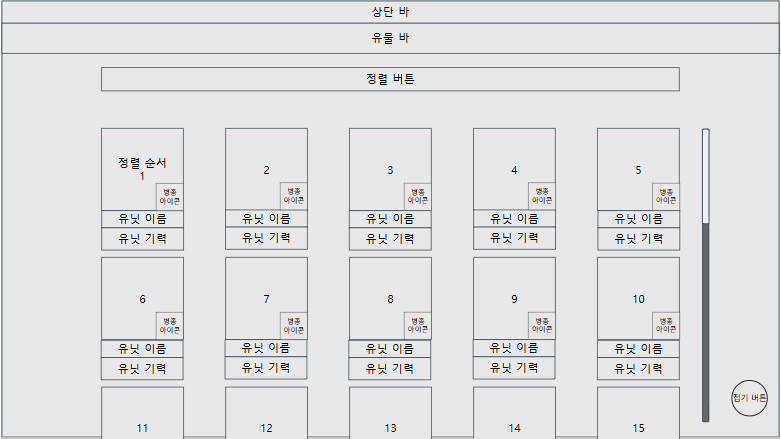 상단 바
유물 바
정렬 버튼
정렬 순서
1
병종
아이콘
유닛 이름
유닛 기력
2
병종
아이콘
유닛 이름
유닛 기력
3
병종
아이콘
유닛 이름
유닛 기력
4
병종
아이콘
유닛 이름
유닛 기력
5
병종
아이콘
유닛 이름
유닛 기력
6
병종
아이콘
유닛 이름
유닛 기력
7
병종
아이콘
유닛 이름
유닛 기력
8
병종
아이콘
유닛 이름
유닛 기력
9
병종
아이콘
유닛 이름
유닛 기력
10
병종
아이콘
유닛 이름
유닛 기력
접기 버튼
11
12
13
14
15